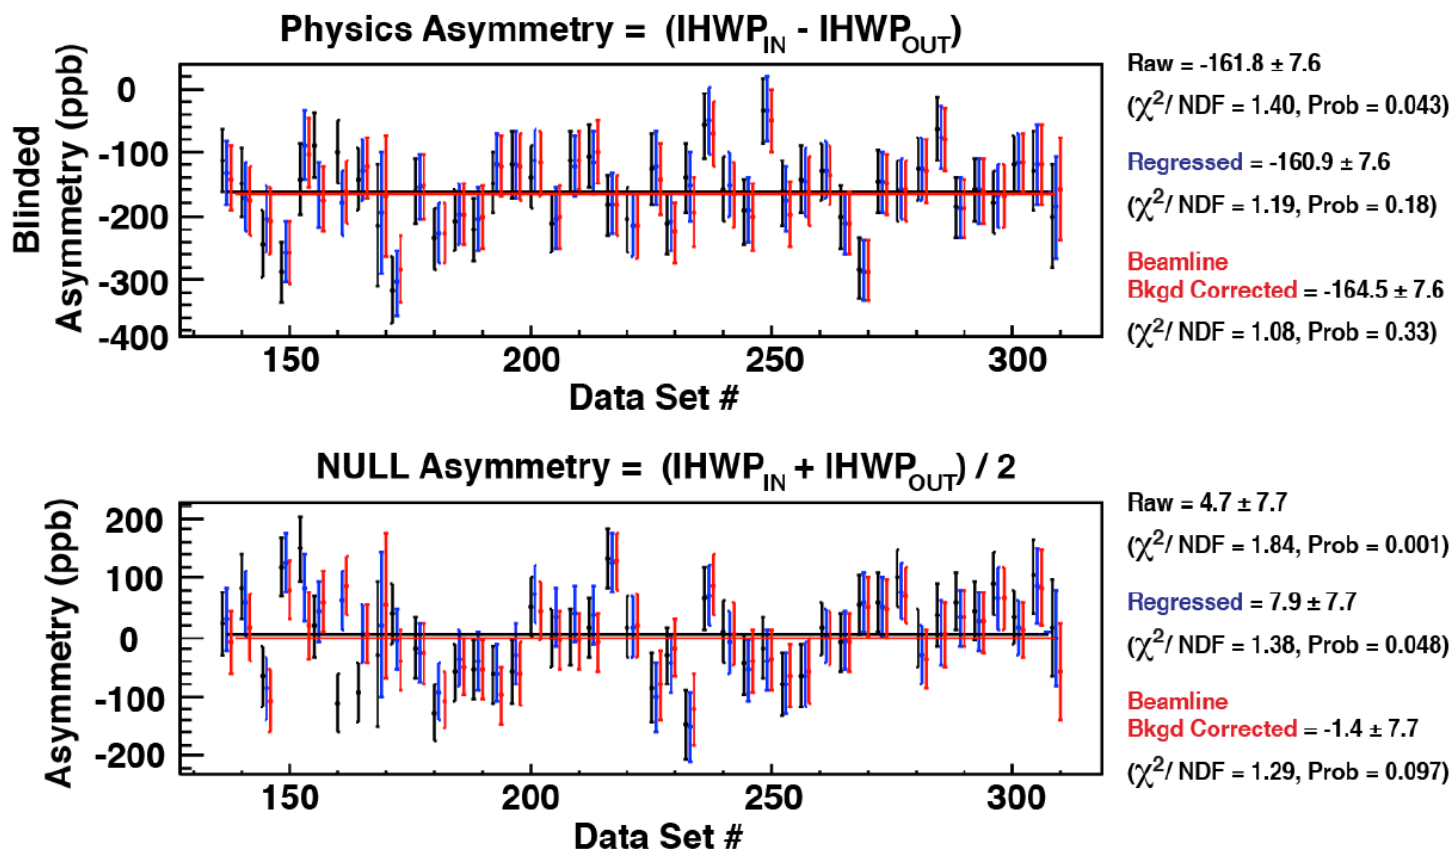 Physics Asymmetry = (IHWP_IN - IHWP_OUT)
Blinded
Asymmetry (ppb)
0
-100
-200
-300
-400
150 200 250 300
Data Set #
Raw = -161.8 ± 7.6
(χ²/ NDF = 1.40, Prob = 0.043)
Regressed = -160.9 ± 7.6
(χ²/ NDF = 1.19, Prob = 0.18)
Beamline
Bkgd Corrected = -164.5 ± 7.6
(χ²/ NDF = 1.08, Prob = 0.33)
NULL Asymmetry = (IHWP_IN + IHWP_OUT) / 2
Asymmetry (ppb)
200
100
0
-100
-200
150 200 250 300
Data Set #
Raw = 4.7 ± 7.7
(χ²/ NDF = 1.84, Prob = 0.001)
Regressed = 7.9 ± 7.7
(χ²/ NDF = 1.38, Prob = 0.048)
Beamline
Bkgd Corrected = -1.4 ± 7.7
(χ²/ NDF = 1.29, Prob = 0.097)